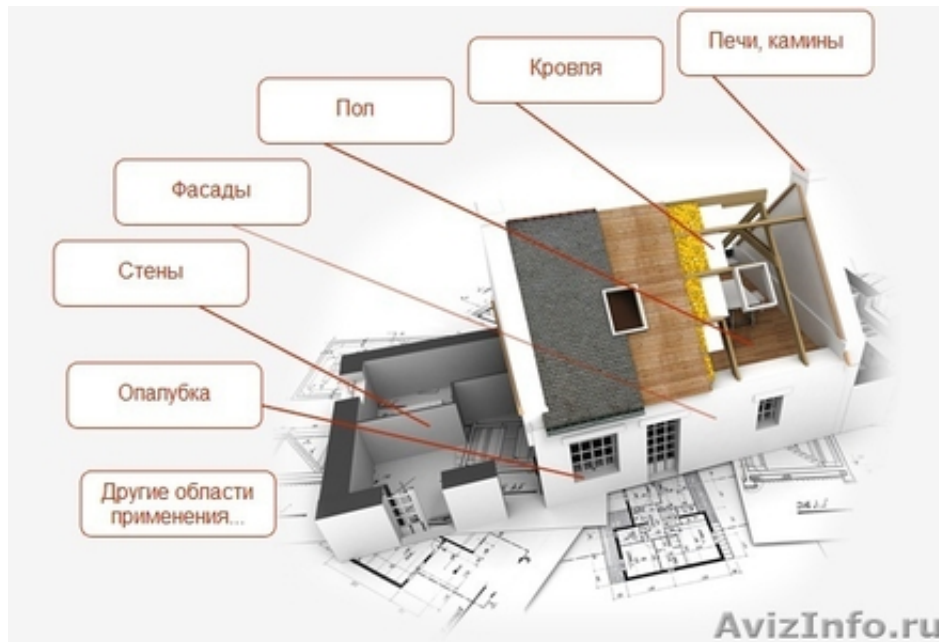 Печи, камины
Кровля
Пол
Фасады
Стены
Опалубка
Другие области
применения...
AvizInfo.ru